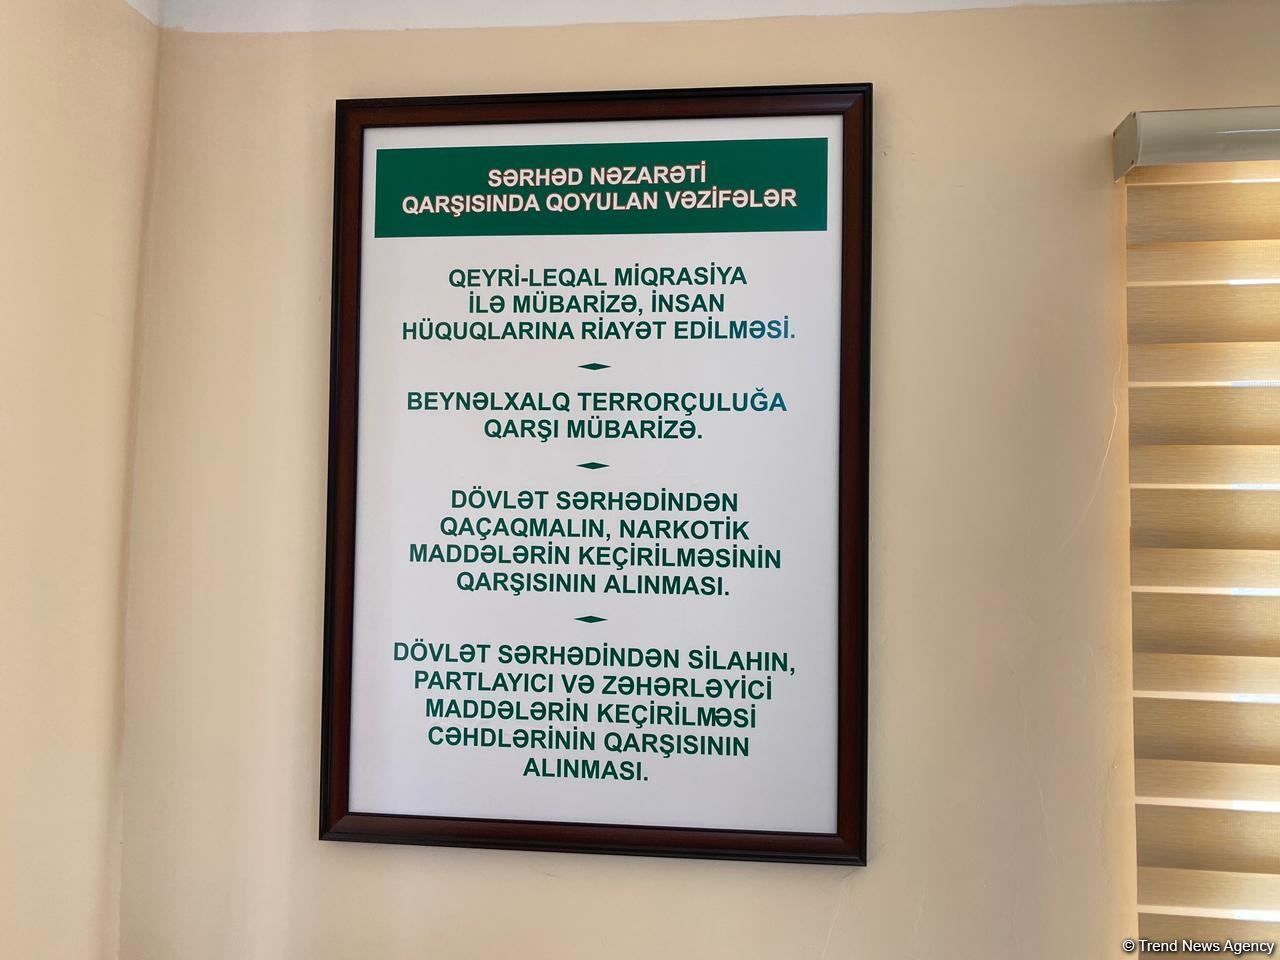 SƏRHƏD NƏZARƏTİ
QARŞISINDA QOYULAN VƏZİFƏLƏR
QEYRİ-LEQAL MİQRASİYA
İLƏ MÜBARİZƏ, İNSAN
HÜQUQLARINA RİAYƏT EDİLMƏSİ.
BEYNƏLXALQ TERRORÇULUĞA
QARŞI MÜBARİZƏ.
DÖVLƏT SƏRHƏDİNDƏN
QAÇAQMALIN, NARKOTİK
MADDƏLƏRİN KEÇİRİLMƏSİNİN
QARŞISININ ALINMASI.
DÖVLƏT SƏRHƏDİNDƏN SİLAHIN,
PARTLAYICI VƏ ZƏHƏRLƏYİCİ
MADDƏLƏRİN KEÇİRİLMƏSİ
CƏHDLƏRİNİN QARŞISININ
ALINMASI.
© Trend News Agency